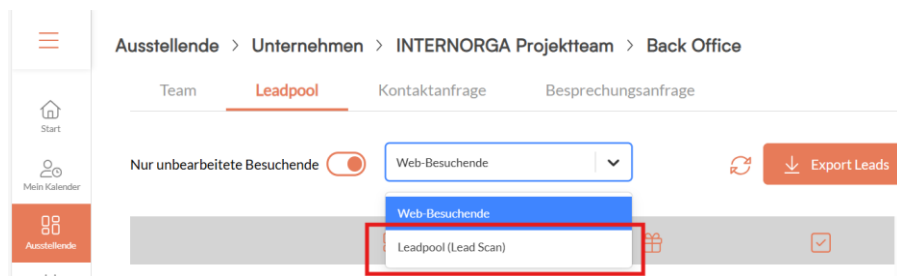 Ausstellende > Unternehmen > INTERNORGA Projektteam > Back Office
Team Leadpool Kontaktanfrage Besprechungsanfrage
Start
Nur unbearbeitete Besuchende Web-Besuchende Export Leads
Mein Kalender
Web-Besuchende
Ausstellende
Leadpool (Lead Scan)